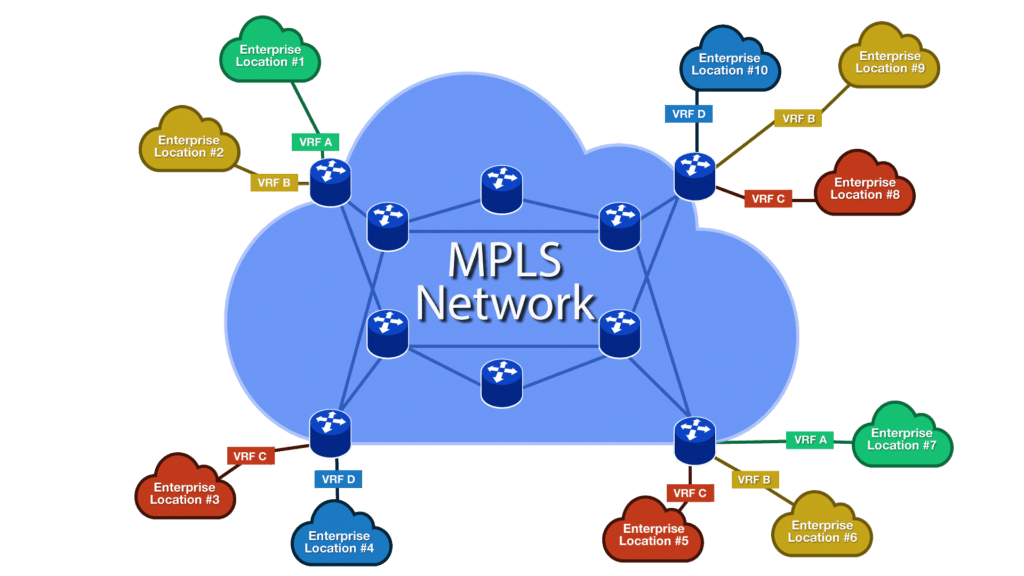 Enterprise
Location #1
Enterprise
Location #10
Enterprise
Location #9
VRF A
VRF D
VRF B
Enterprise
Location #2
VRF B
VRF C
Enterprise
Location #8
MPLS
Network
VRF C
Enterprise
Location #3
VRF D
Enterprise
Location #4
VRF A
Enterprise
Location #7
VRF C
VRF B
Enterprise
Location #5
Enterprise
Location #6